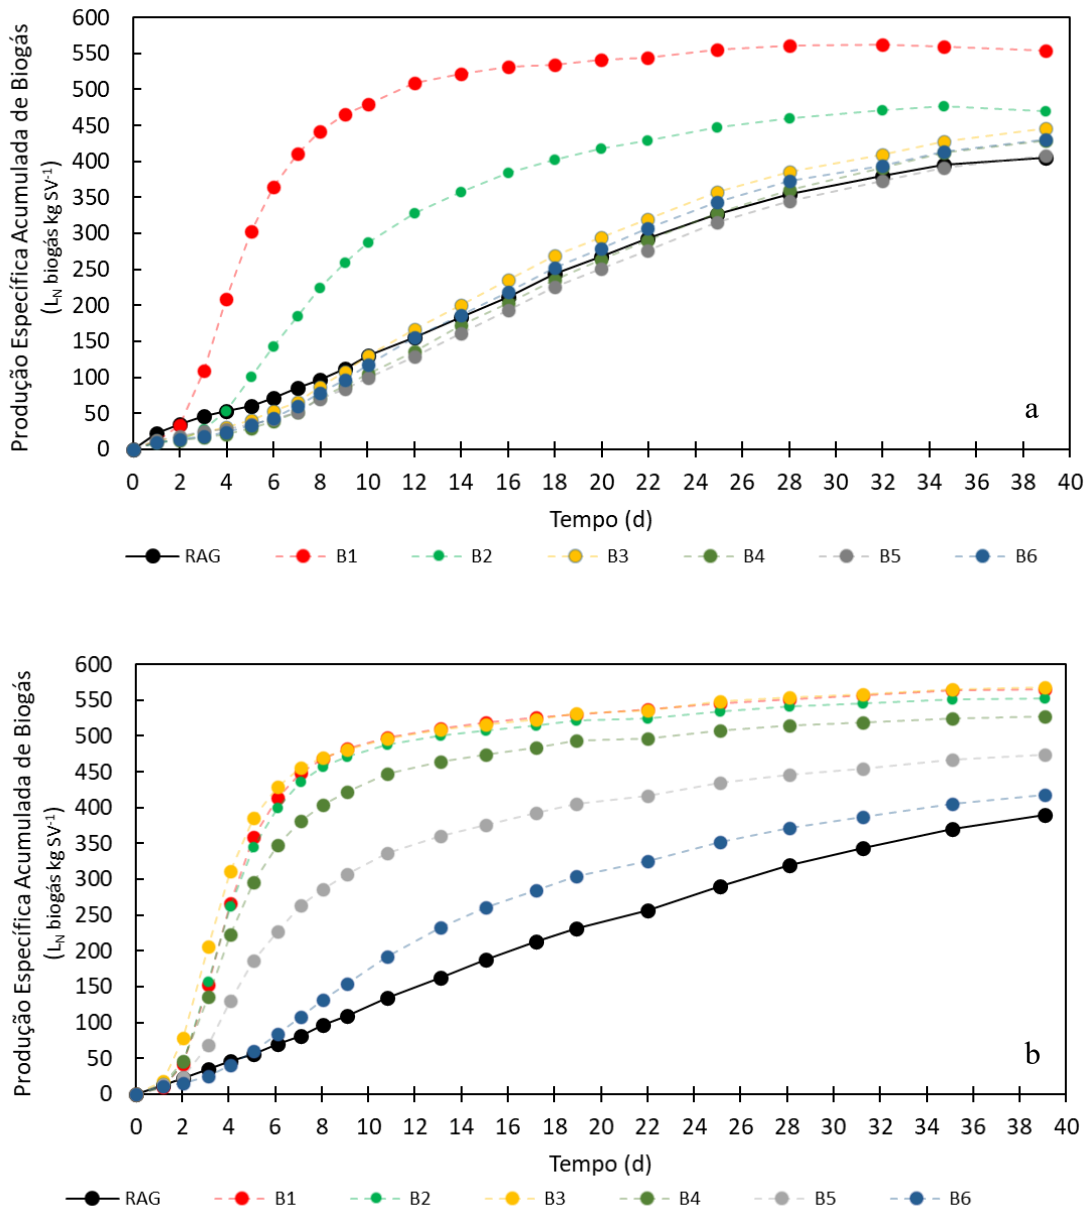 Produção Específica Acumulada de Biogás
(L_N biogás kg SV⁻¹)
600
550
500
450
400
350
300
250
200
150
100
50
0
a
0 2 4 6 8 10 12 14 16 18 20 22 24 26 28 30 32 34 36 38 40
Tempo (d)
RAG B1 B2 B3 B4 B5 B6
Produção Específica Acumulada de Biogás
(L_N biogás kg SV⁻¹)
600
550
500
450
400
350
300
250
200
150
100
50
0
b
0 2 4 6 8 10 12 14 16 18 20 22 24 26 28 30 32 34 36 38 40
Tempo (d)
RAG B1 B2 B3 B4 B5 B6